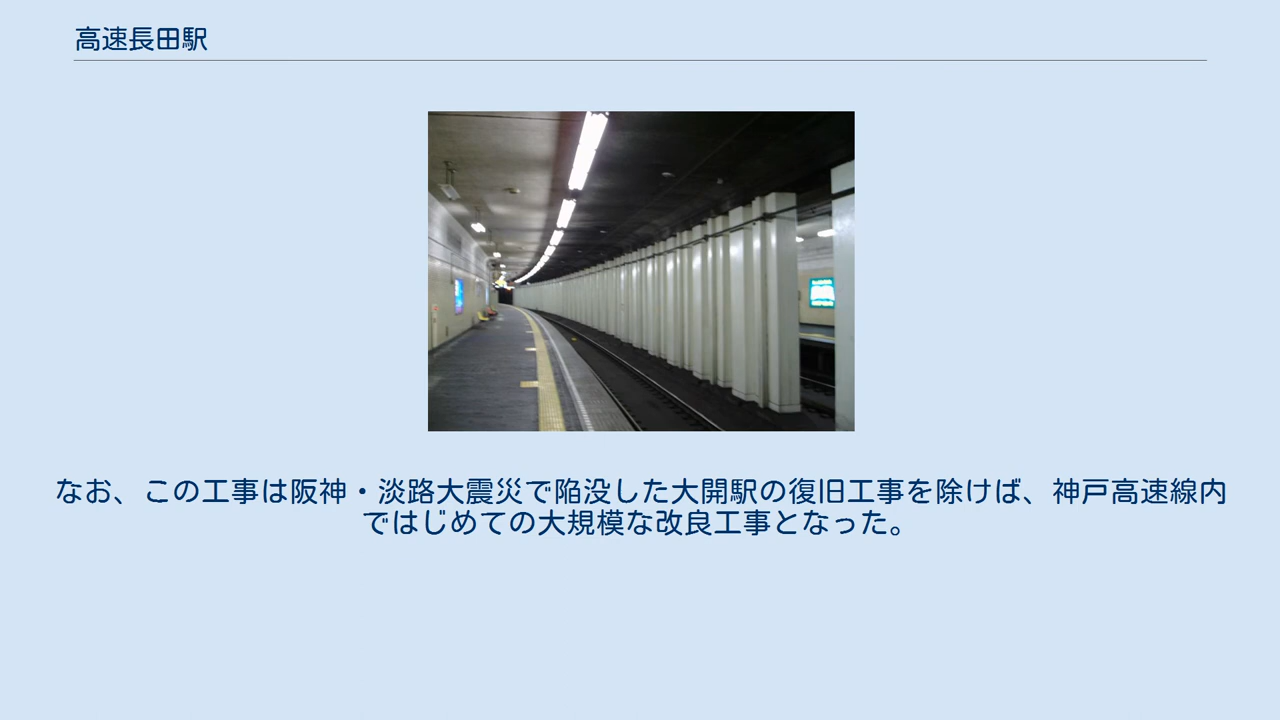 高速長田駅
なお、この工事は阪神・淡路大震災で陥没した大開駅の復旧工事を除けば、神戸高速線内
ではじめての大規模な改良工事となった。